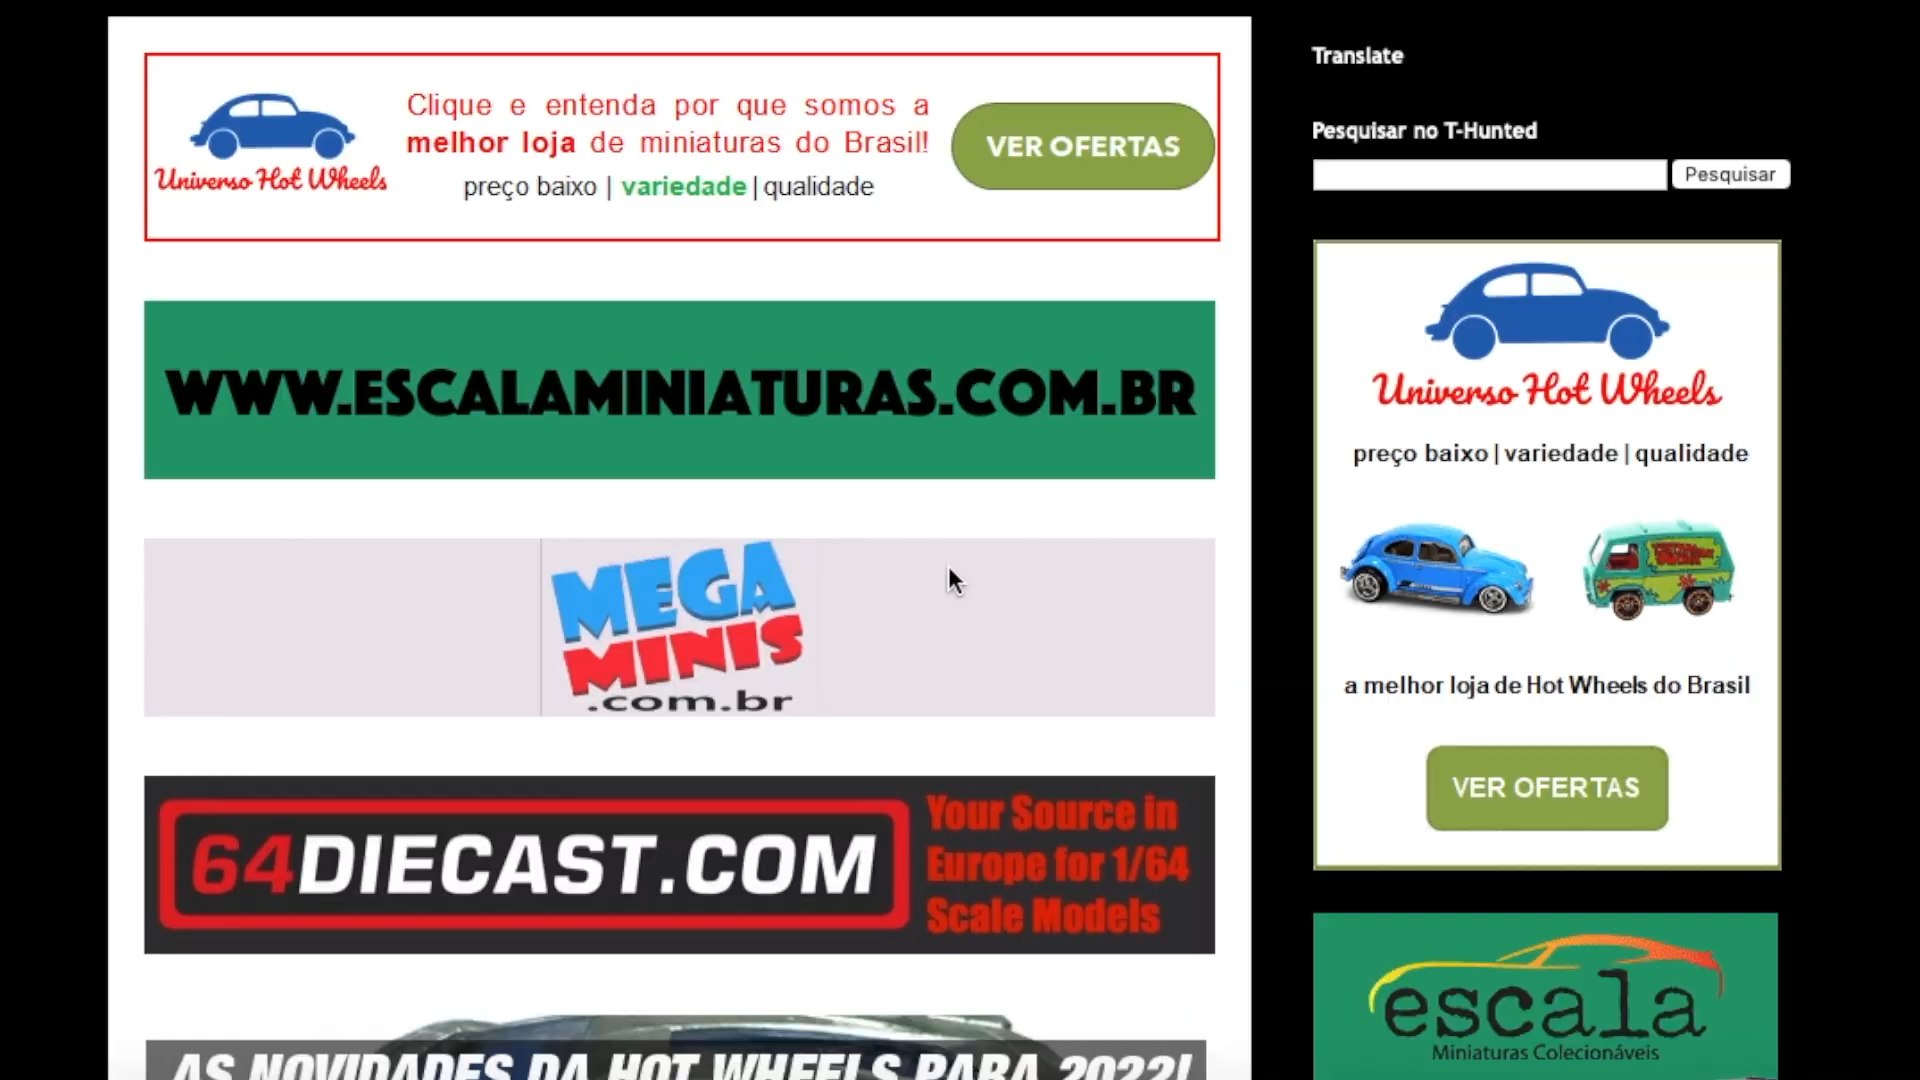 Clique e entenda por que somos a
melhor loja de miniaturas do Brasil!
VER OFERTAS
Universo Hot Wheels
preço baixo | variedade | qualidade
WWW.ESCALAMINIATURAS.COM.BR
MEGA
MINIS
.com.br
64DIECAST.COM
Your Source in
Europe for 1/64
Scale Models
AS NOVIDADES DA HOT WHEELS PARA 2022!
Translate
Pesquisar no T-Hunted
Pesquisar
Universo Hot Wheels
preço baixo | variedade | qualidade
a melhor loja de Hot Wheels do Brasil
VER OFERTAS
escala
Miniaturas Colecionáveis